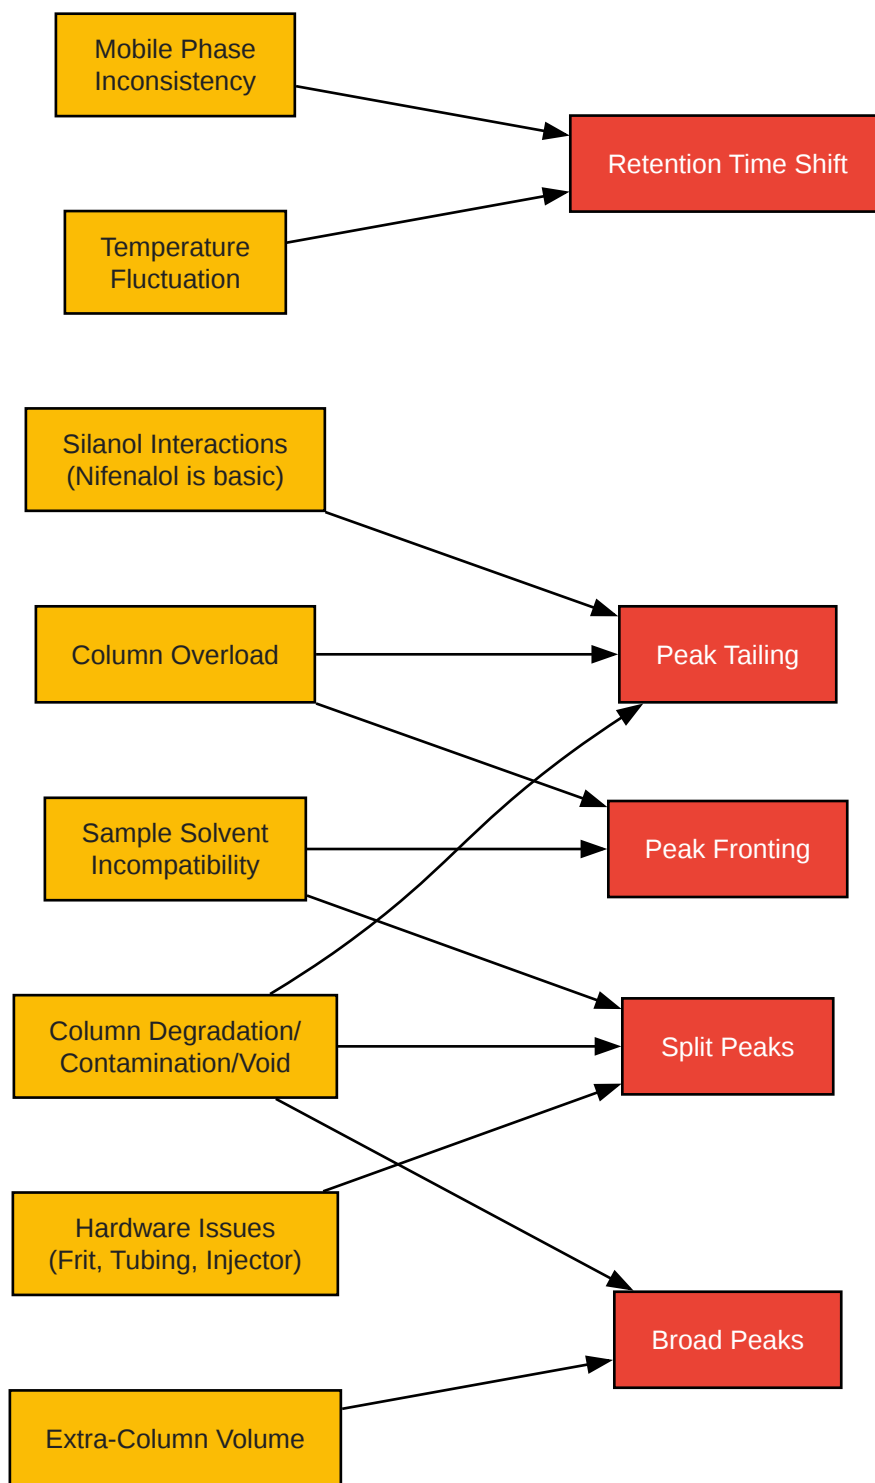 Mobile Phase
Inconsistency
Retention Time Shift
Temperature
Fluctuation
Silanol Interactions
(Nifenalol is basic)
Column Overload
Peak Tailing
Sample Solvent
Incompatibility
Peak Fronting
Column Degradation/
Contamination/Void
Split Peaks
Hardware Issues
(Frit, Tubing, Injector)
Broad Peaks
Extra-Column Volume